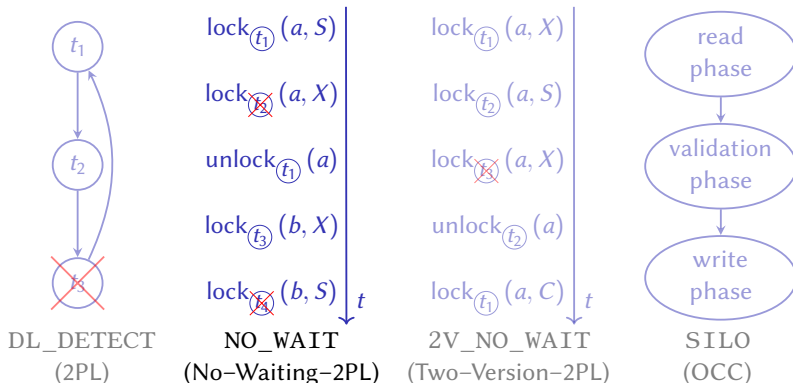 t1
t2
t3
DL_DETECT
(2PL)
lock t1 (a, S)
lock t2 (a, X)
unlock t1 (a)
lock t3 (b, X)
lock t4 (b, S)
t
NO_WAIT
(No–Waiting–2PL)
lock t1 (a, X)
lock t2 (a, S)
lock t3 (a, X)
unlock t2 (a)
lock t1 (a, C)
t
2V_NO_WAIT
(Two–Version–2PL)
read
phase
validation
phase
write
phase
SILO
(OCC)